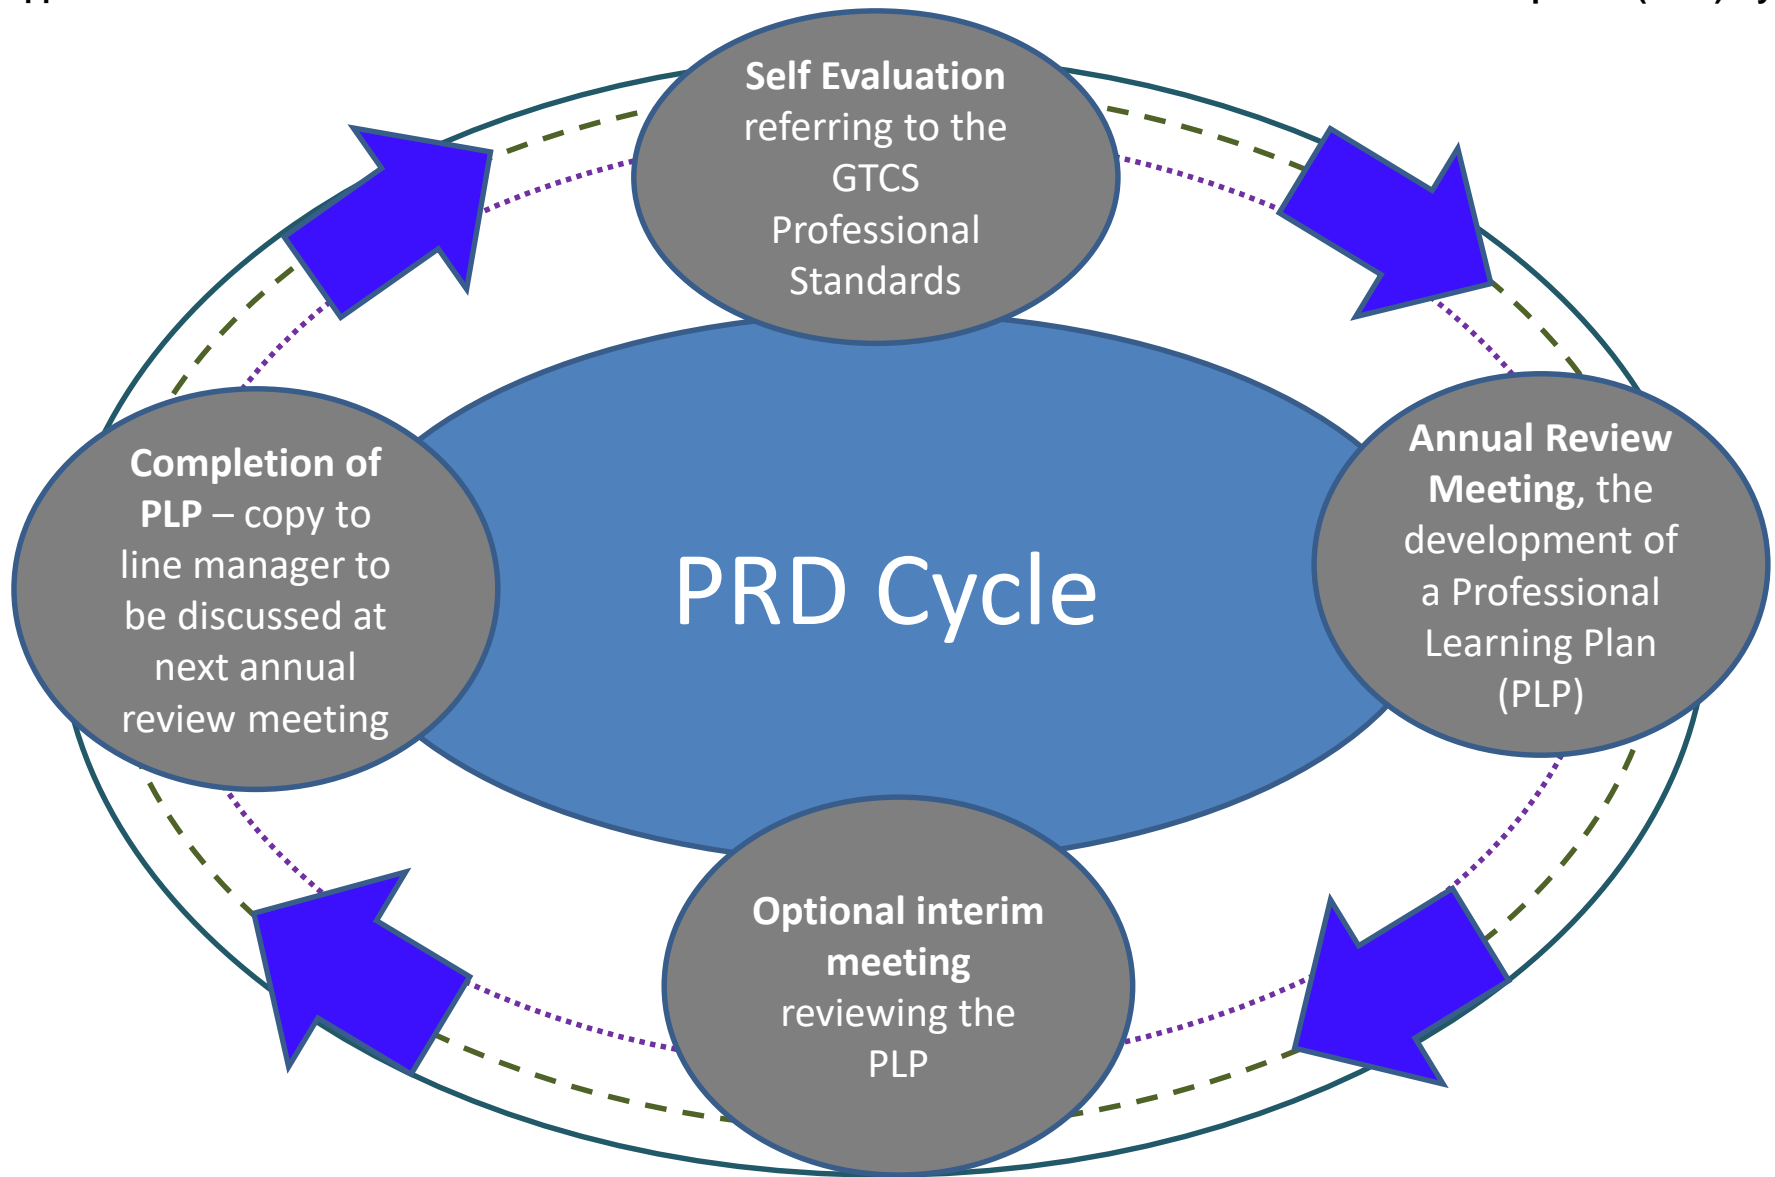 Self Evaluation
referring to the
GTCS
Professional
Standards
Annual Review
Meeting, the
development of
a Professional
Learning Plan
(PLP)
Completion of
PLP – copy to
line manager to
be discussed at
next annual
review meeting
PRD Cycle
Optional interim
meeting
reviewing the
PLP